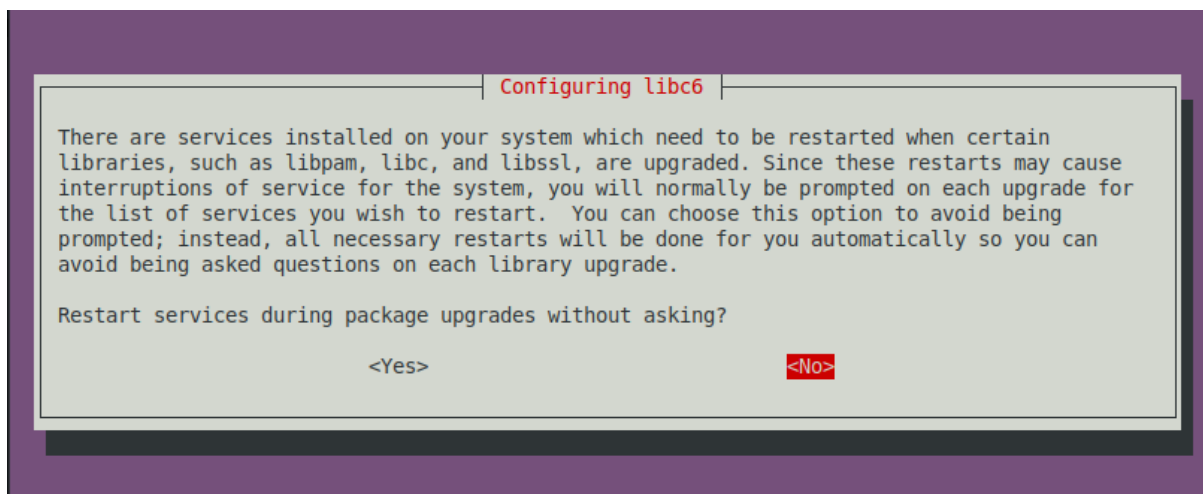 Configuring libc6
There are services installed on your system which need to be restarted when certain
libraries, such as libpam, libc, and libssl, are upgraded. Since these restarts may cause
interruptions of service for the system, you will normally be prompted on each upgrade for
the list of services you wish to restart.  You can choose this option to avoid being
prompted; instead, all necessary restarts will be done for you automatically so you can
avoid being asked questions on each library upgrade.
Restart services during package upgrades without asking?
<Yes> <No>